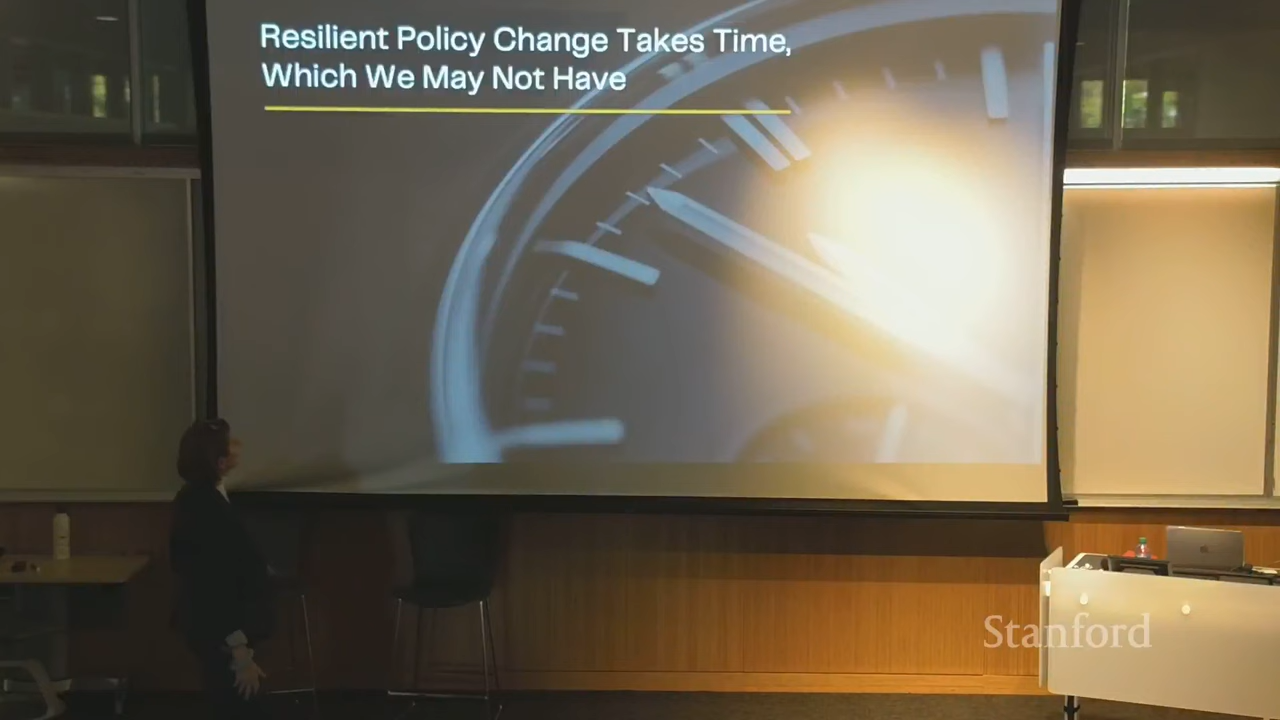 Resilient Policy Change Takes Time,
Which We May Not Have
Stanford